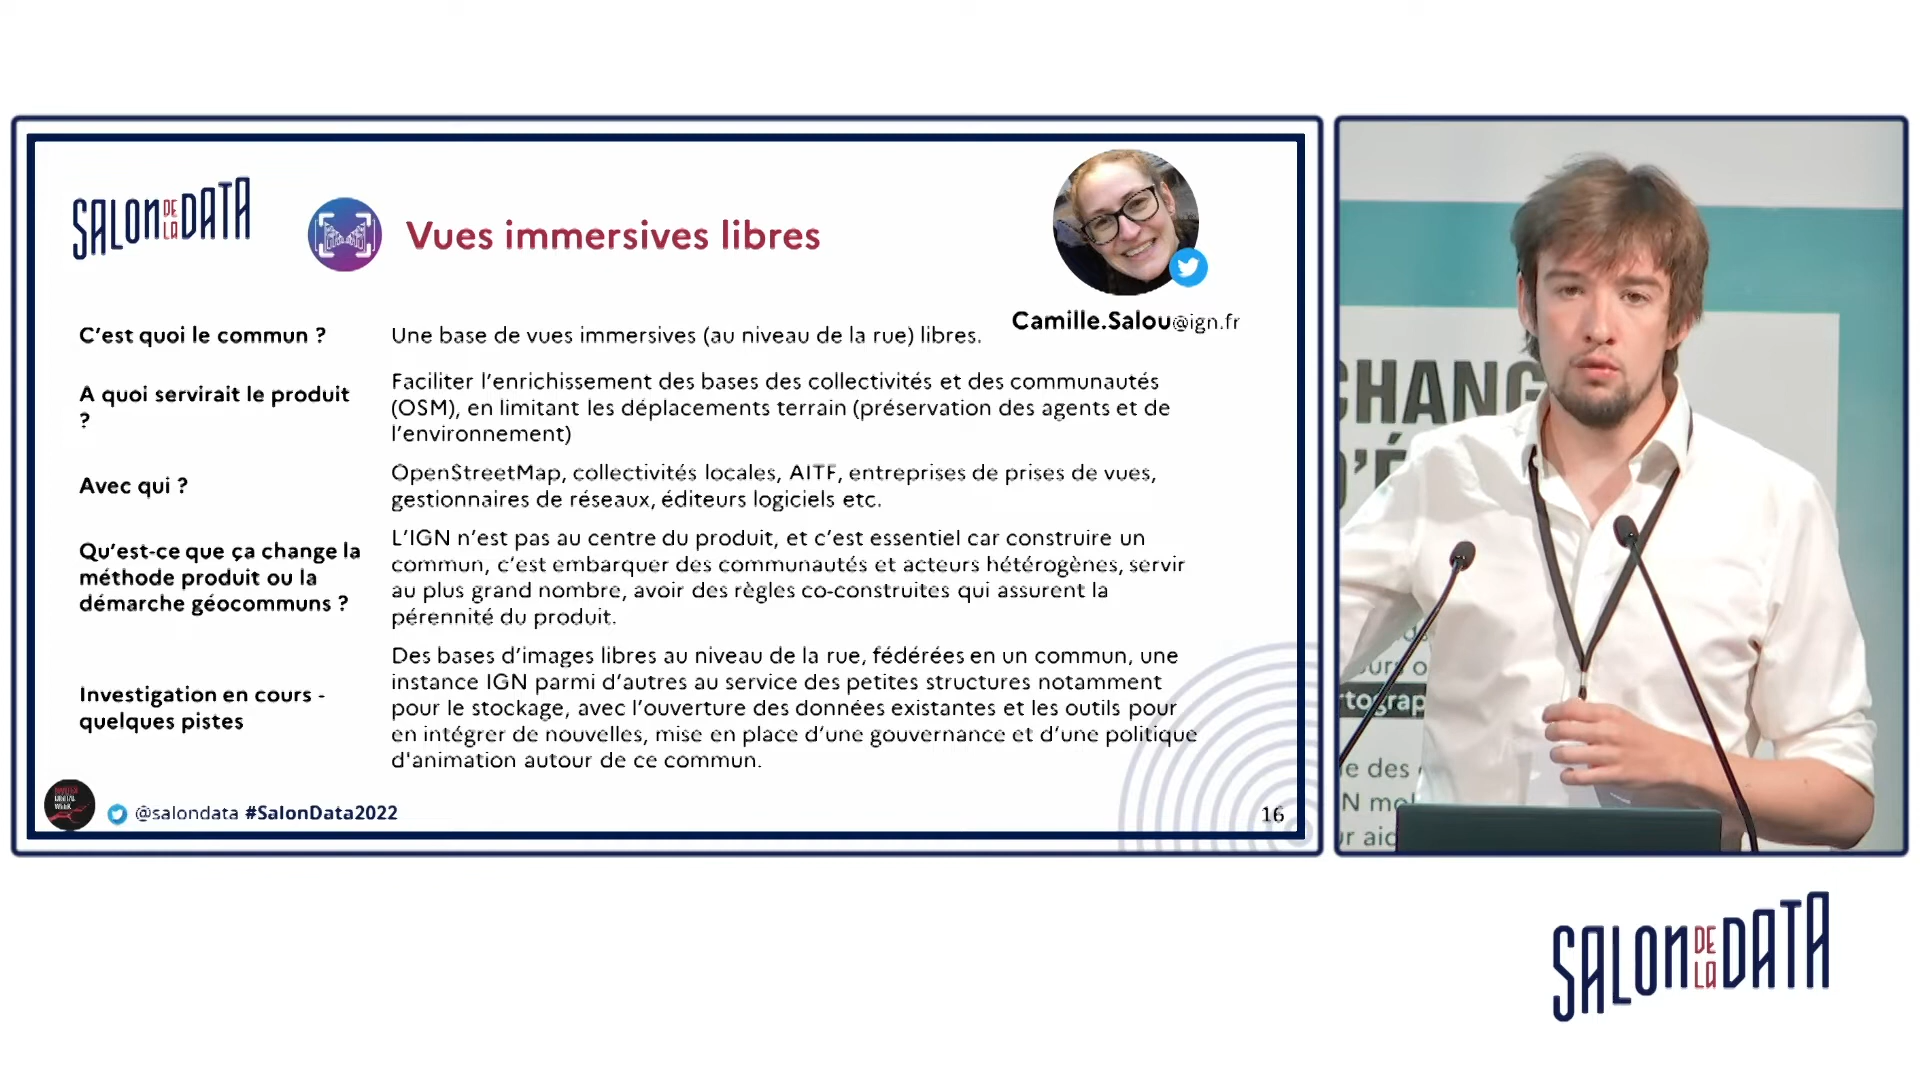 SALON DE LA DATA
Vues immersives libres
Camille.Salou@ign.fr
C'est quoi le commun ?
Une base de vues immersives (au niveau de la rue) libres.
A quoi servirait le produit
?
Faciliter l'enrichissement des bases des collectivités et des communautés
(OSM), en limitant les déplacements terrain (préservation des agents et de
l'environnement)
Avec qui ?
OpenStreetMap, collectivités locales, AITF, entreprises de prises de vues,
gestionnaires de réseaux, éditeurs logiciels etc.
Qu'est-ce que ça change la
méthode produit ou la
démarche géocommuns ?
L'IGN n'est pas au centre du produit, et c'est essentiel car construire un
commun, c'est embarquer des communautés et acteurs hétérogènes, servir
au plus grand nombre, avoir des règles co-construites qui assurent la
pérennité du produit.
Investigation en cours -
quelques pistes
Des bases d'images libres au niveau de la rue, fédérées en un commun, une
instance IGN parmi d'autres au service des petites structures notamment
pour le stockage, avec l'ouverture des données existantes et les outils pour
en intégrer de nouvelles, mise en place d'une gouvernance et d'une politique
d'animation autour de ce commun.
@salondata #SalonData2022
16
CHANG
D'É
ours o
rtograp
e des
N mo
ur aid
SALON DE LA DATA